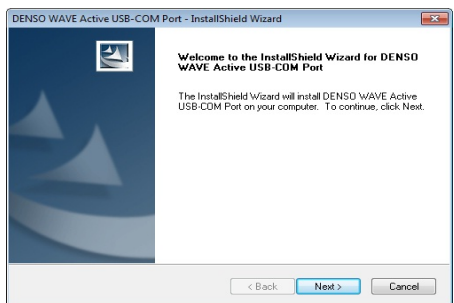 DENSO WAVE Active USB-COM Port - InstallShield Wizard
Welcome to the InstallShield Wizard for DENSO
WAVE Active USB-COM Port
The InstallShield Wizard will install DENSO WAVE Active
USB-COM Port on your computer. To continue, click Next.
< Back Next > Cancel